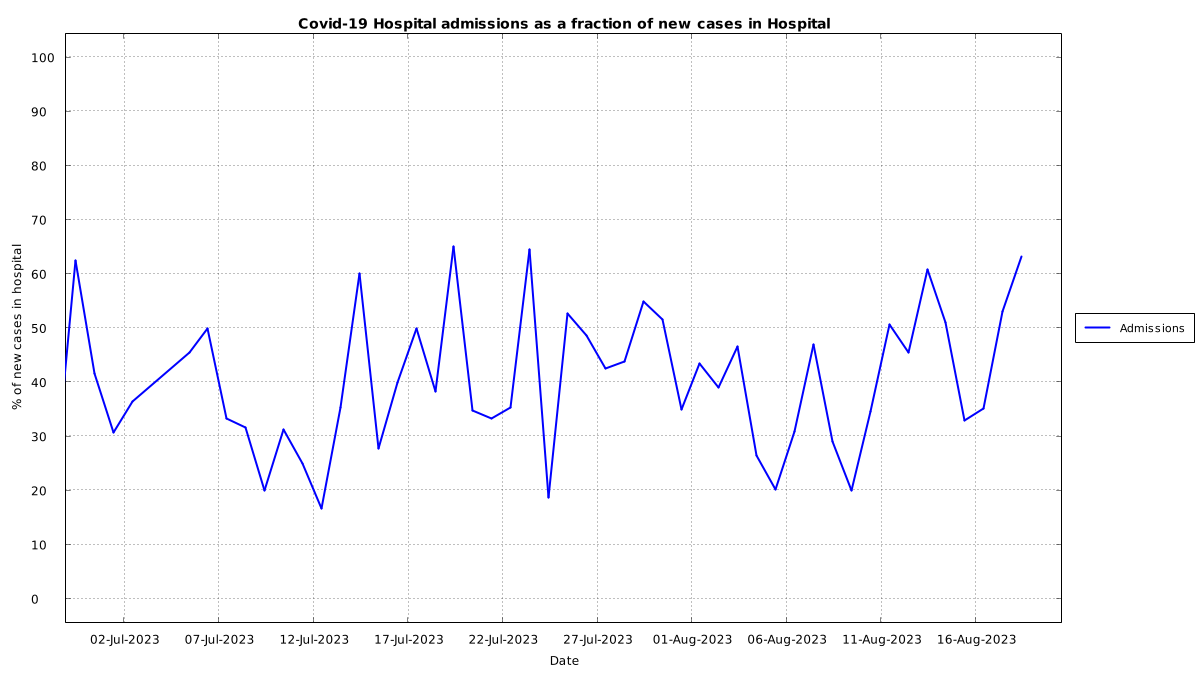 Covid-19 Hospital admissions as a fraction of new cases in Hospital
100
90
80
70
60
50
40
30
20
10
0
% of new cases in hospital
Admissions
02-Jul-2023 07-Jul-2023 12-Jul-2023 17-Jul-2023 22-Jul-2023 27-Jul-2023 01-Aug-2023 06-Aug-2023 11-Aug-2023 16-Aug-2023
Date